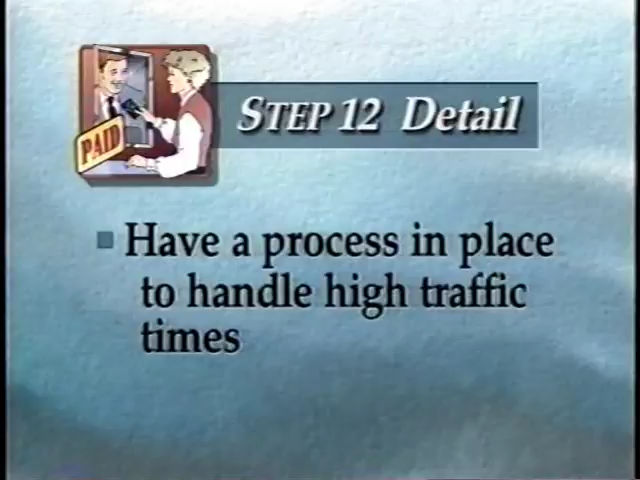 STEP 12 Detail
PAID
Have a process in place
to handle high traffic
times